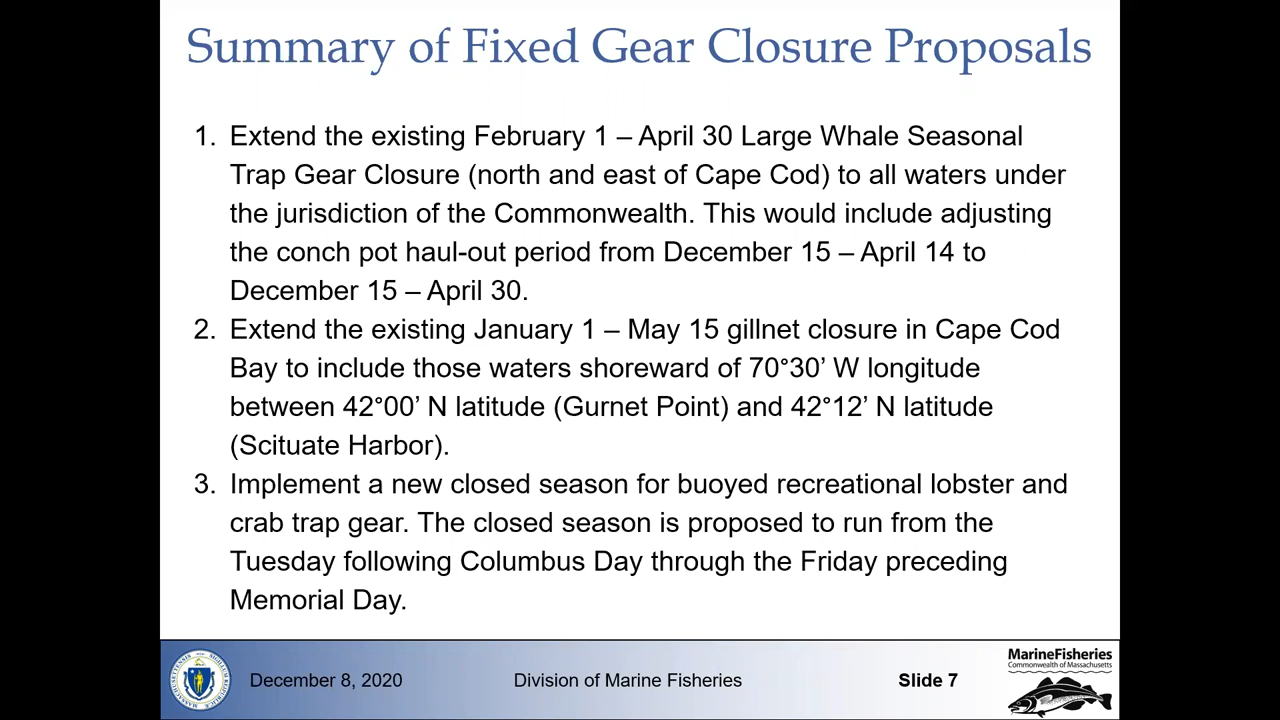 Summary of Fixed Gear Closure Proposals
1. Extend the existing February 1 – April 30 Large Whale Seasonal
Trap Gear Closure (north and east of Cape Cod) to all waters under
the jurisdiction of the Commonwealth. This would include adjusting
the conch pot haul-out period from December 15 – April 14 to
December 15 – April 30.
2. Extend the existing January 1 – May 15 gillnet closure in Cape Cod
Bay to include those waters shoreward of 70°30’ W longitude
between 42°00’ N latitude (Gurnet Point) and 42°12’ N latitude
(Scituate Harbor).
3. Implement a new closed season for buoyed recreational lobster and
crab trap gear. The closed season is proposed to run from the
Tuesday following Columbus Day through the Friday preceding
Memorial Day.
December 8, 2020
Division of Marine Fisheries
Slide 7
MarineFisheries
Commonwealth of Massachusetts